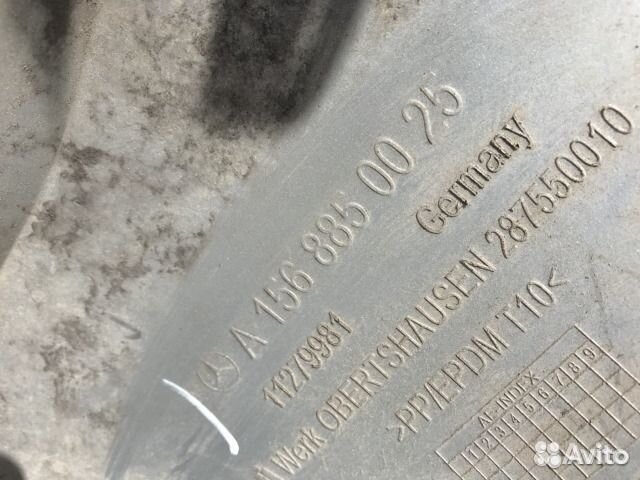 A 156 885 00 25
Germany
11279981
Werk OBERTSHAUSEN 287550010
>PP/EPDM T10<
AE-INDEX
1 2 3 4 5 6 7 8 9
Avito